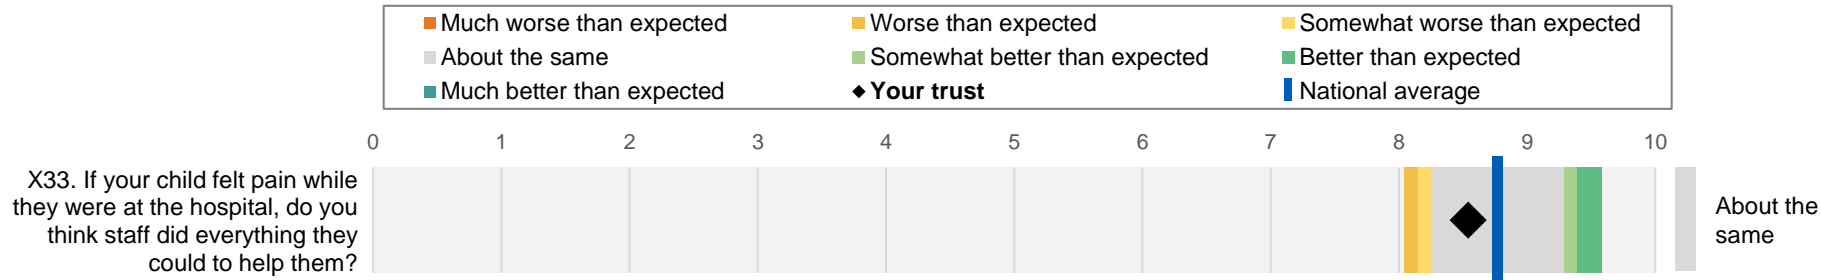 Much worse than expected
Worse than expected
Somewhat worse than expected
About the same
Somewhat better than expected
Better than expected
Much better than expected
Your trust
National average
0 1 2 3 4 5 6 7 8 9 10
X33. If your child felt pain while
they were at the hospital, do you
think staff did everything they
could to help them?
About the
same